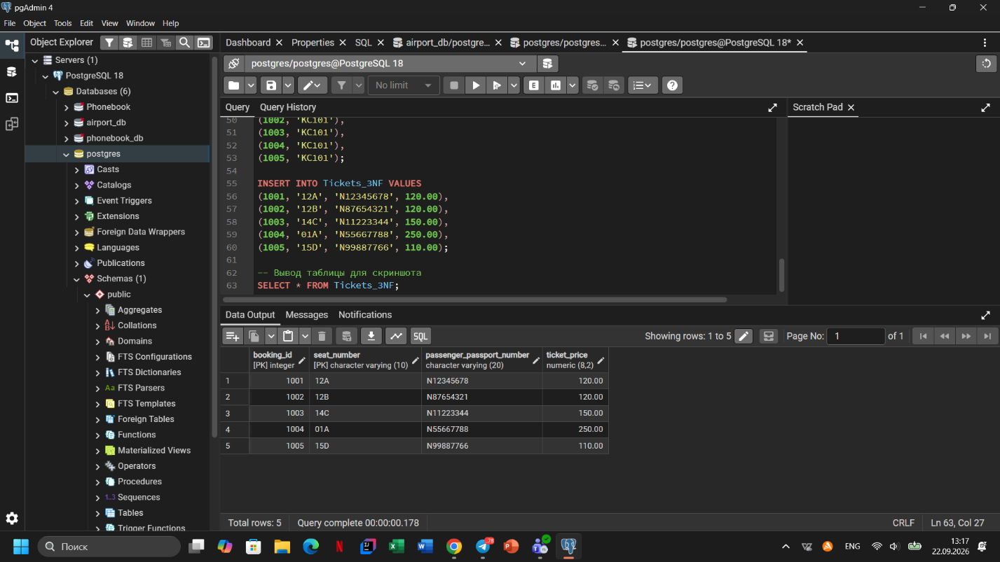 pgAdmin 4
File Object Tools Edit View Window Help
Object Explorer
Dashboard Properties SQL airport_db/postgre... postgres/postgres... postgres/postgres@PostgreSQL 18*
Servers (1)
PostgreSQL 18
Databases (6)
Phonebook
airport_db
phonebook_db
postgres
Casts
Catalogs
Event Triggers
Extensions
Foreign Data Wrappers
Languages
Publications
Schemas (1)
public
Aggregates
Collations
Domains
FTS Configurations
FTS Dictionaries
FTS Parsers
FTS Templates
Foreign Tables
Functions
Materialized Views
Operators
Procedures
1..3 Sequences
Tables
Trigger Functions
postgres/postgres@PostgreSQL 18
No limit
E
Query Query History
Scratch Pad
50 (1002, 'KC101'),
51 (1003, 'KC101'),
52 (1004, 'KC101'),
53 (1005, 'KC101');
54
55 INSERT INTO Tickets_3NF VALUES
56 (1001, '12A', 'N12345678', 120.00),
57 (1002, '12B', 'N87654321', 120.00),
58 (1003, '14C', 'N11223344', 150.00),
59 (1004, '01A', 'N55667788', 250.00),
60 (1005, '15D', 'N99887766', 110.00);
61
62 -- Вывод таблицы для скриншота
63 SELECT * FROM Tickets_3NF;
Data Output Messages Notifications
SQL
Showing rows: 1 to 5 Page No: 1 of 1
booking_id seat_number passenger_passport_number ticket_price
[PK] integer [PK] character varying (10) character varying (20) numeric (8,2)
1 1001 12A N12345678 120.00
2 1002 12B N87654321 120.00
3 1003 14C N11223344 150.00
4 1004 01A N55667788 250.00
5 1005 15D N99887766 110.00
Total rows: 5 Query complete 00:00:00.178 CRLF Ln 63, Col 27
Поиск
78
ENG
13:17
22.09.2026